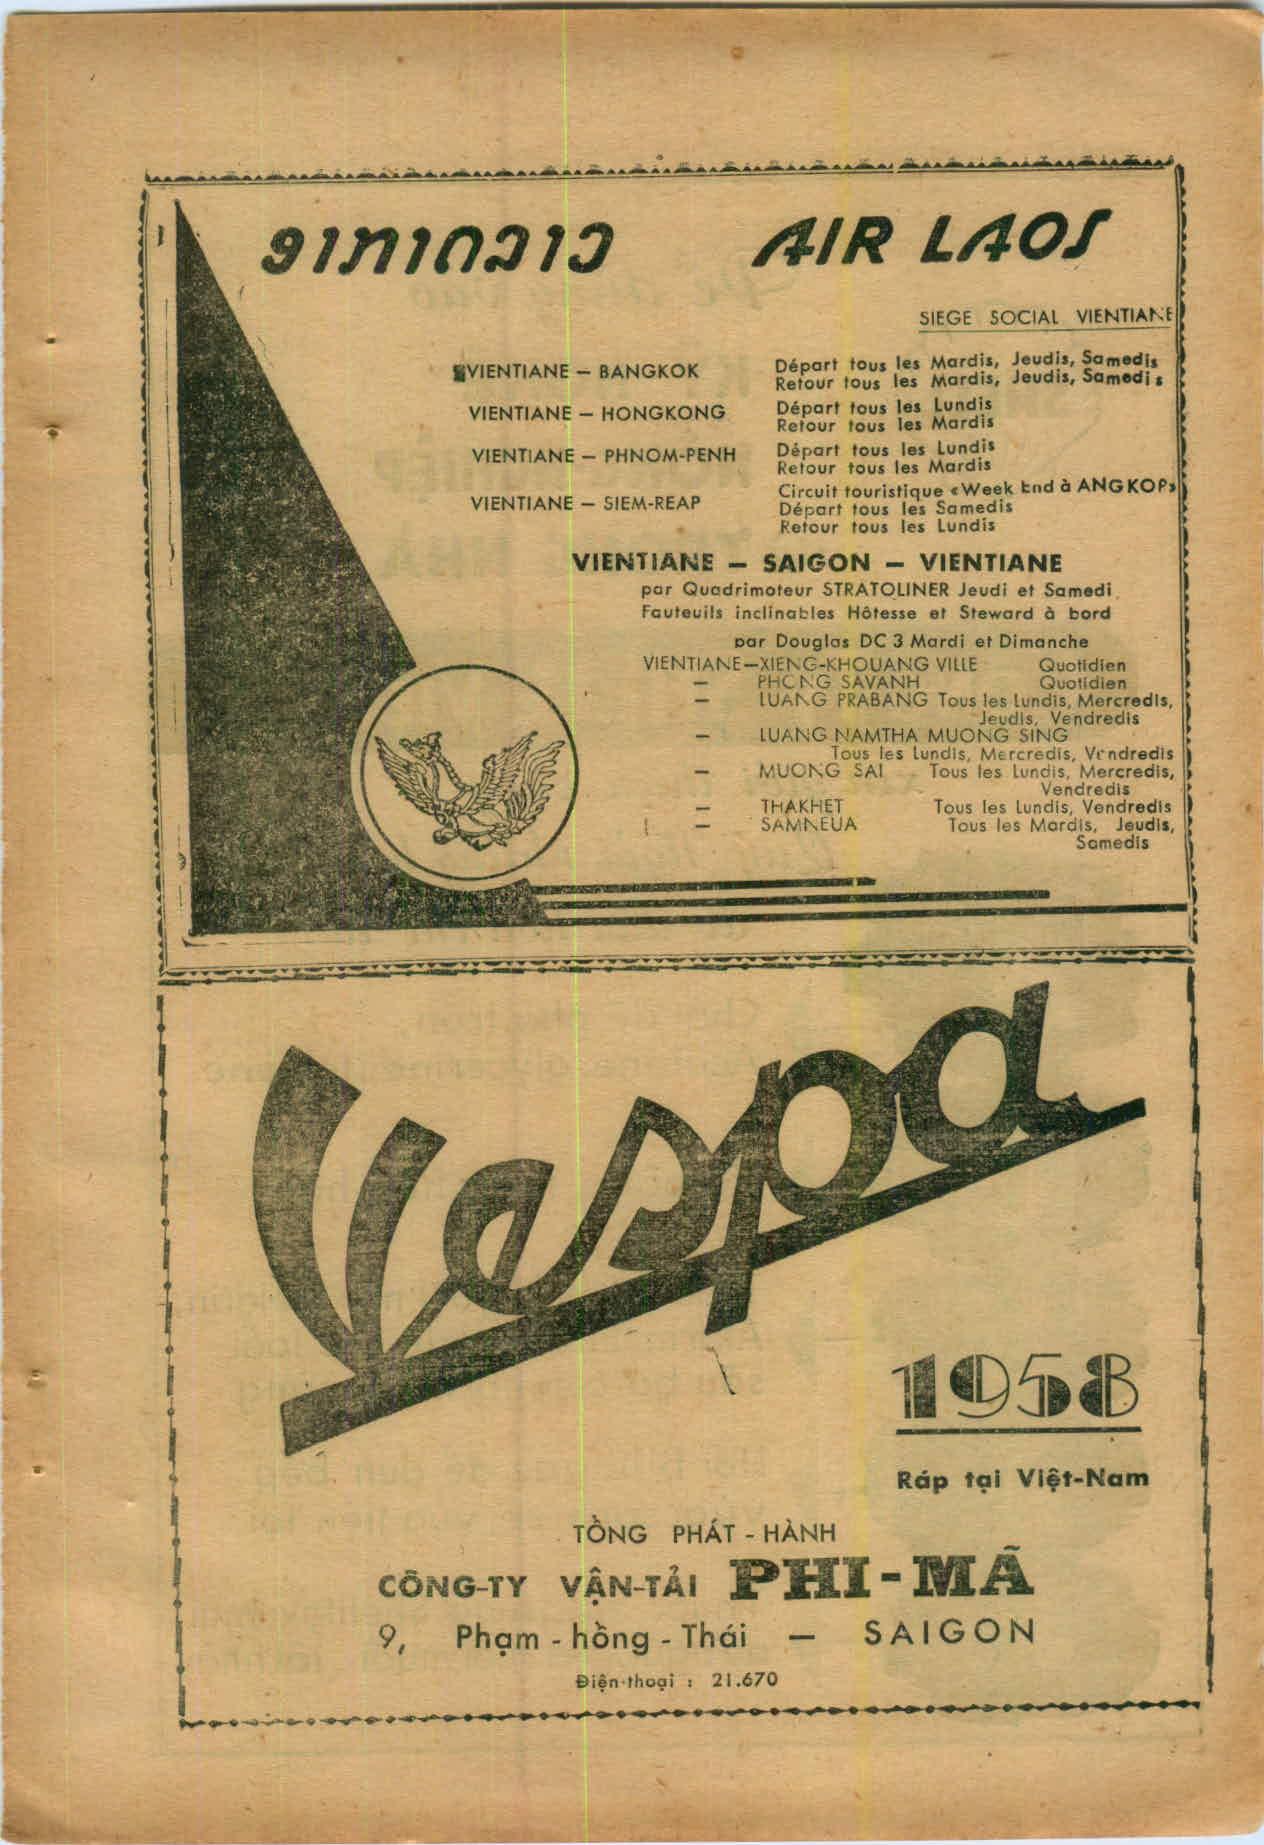 ອາກາດລາວ AIR LAOS
SIEGE SOCIAL VIENTIANE
VIENTIANE — BANGKOK Départ tous les Mardis, Jeudis, Samedis
Retour tous les Mardis, Jeudis, Samedis
VIENTIANE — HONGKONG Départ tous les Lundis
Retour tous les Mardis
VIENTIANE — PHNOM-PENH Départ tous les Lundis
Retour tous les Mardis
VIENTIANE — SIEM-REAP Circuit touristique «Week End à ANGKOR»
Départ tous les Samedis
Retour tous les Lundis
VIENTIANE — SAIGON — VIENTIANE
par Quadrimoteur STRATOLINER Jeudi et Samedi
Fauteuils inclinables Hôtesse et Steward à bord
par Douglas DC 3 Mardi et Dimanche
VIENTIANE—XIENG-KHOUANG VILLE Quotidien
— PHONG SAVANH Quotidien
— LUANG PRABANG Tous les Lundis, Mercredis,
Jeudis, Vendredis
— LUANG NAMTHA MUONG SING
Tous les Lundis, Mercredis, Vendredis
— MUONG SAI Tous les Lundis, Mercredis,
Vendredis
— THAKHET Tous les Lundis, Vendredis
— SAMNEUA Tous les Mardis, Jeudis,
Samedis
Vespa
1958
Ráp tại Việt-Nam
TỔNG PHÁT - HÀNH
CÔNG-TY VẬN-TẢI PHI-MÃ
9, Phạm - hồng - Thái — SAIGON
Điện-thoại : 21.670